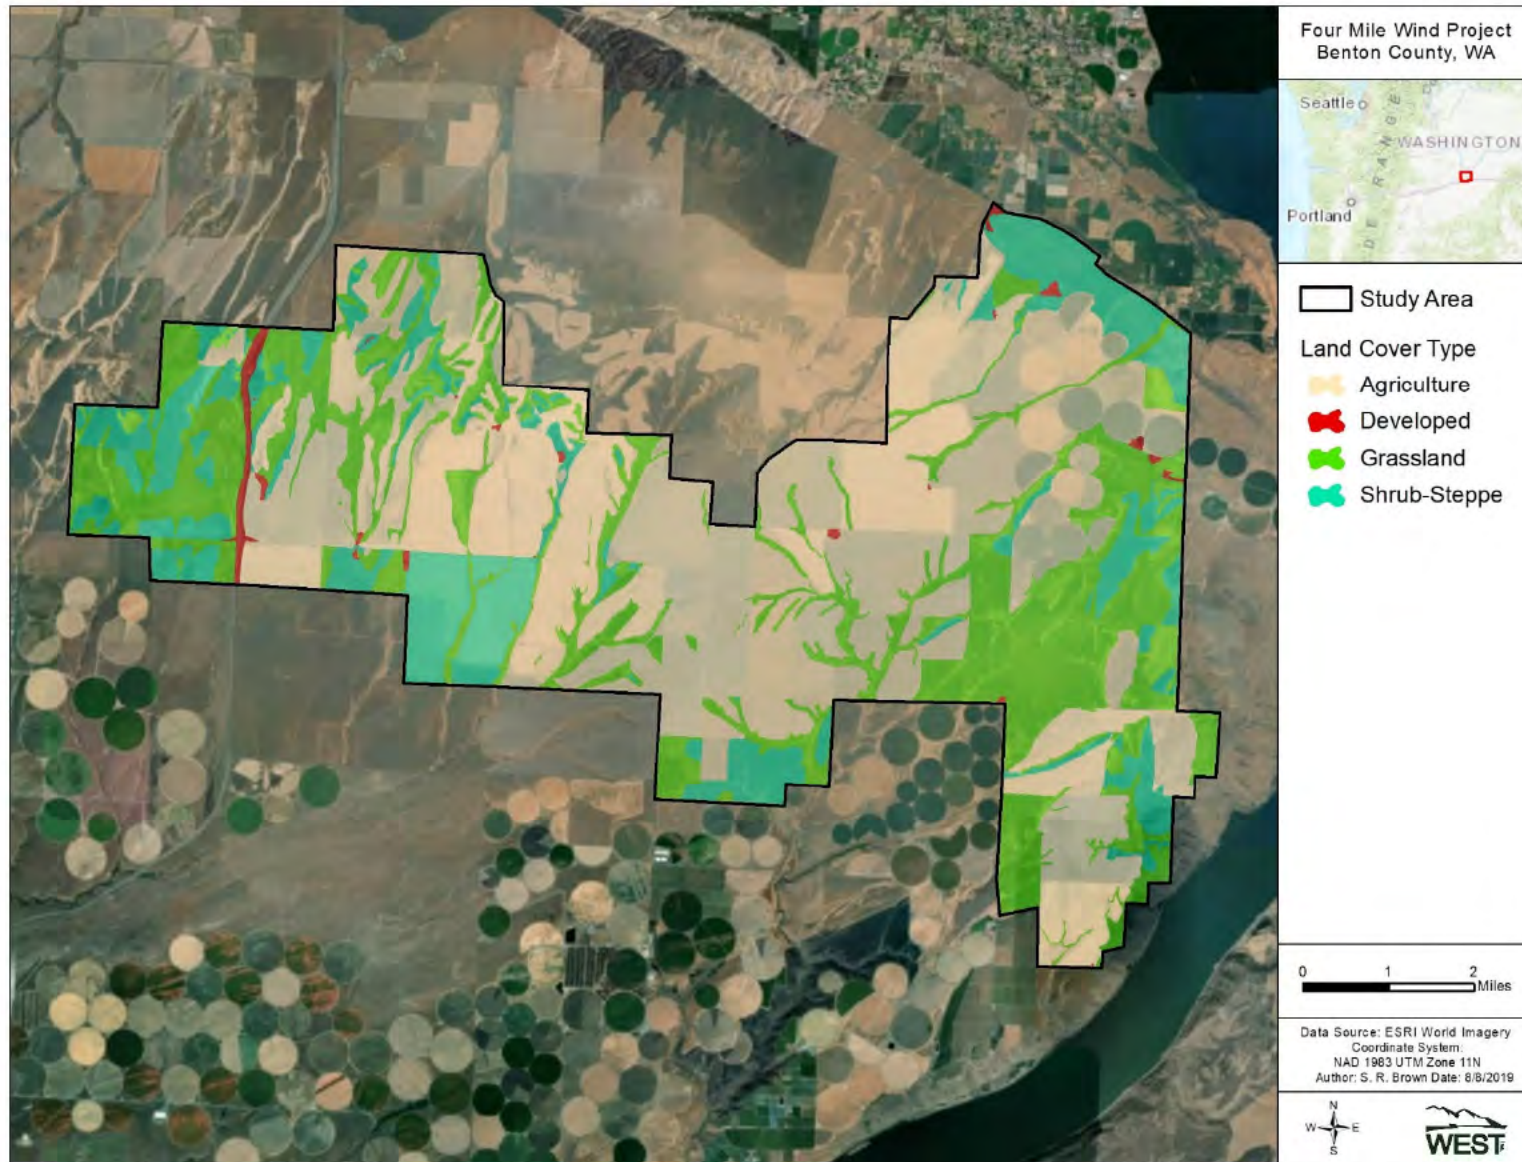 Four Mile Wind Project
Benton County, WA
Seattle
WASHINGTON
DE RANGE
Portland
Study Area
Land Cover Type
Agriculture
Developed
Grassland
Shrub-Steppe
0 1 2
Miles
Data Source: ESRI World Imagery
Coordinate System:
NAD 1983 UTM Zone 11N
Author: S. R. Brown Date: 8/8/2019
N
W E
S
WEST